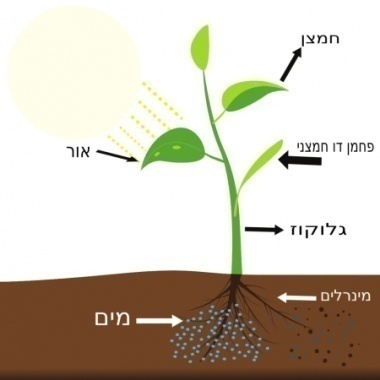 חמצן
פחמן דו חמצני
אור
גלוקוז
מינרלים
מים